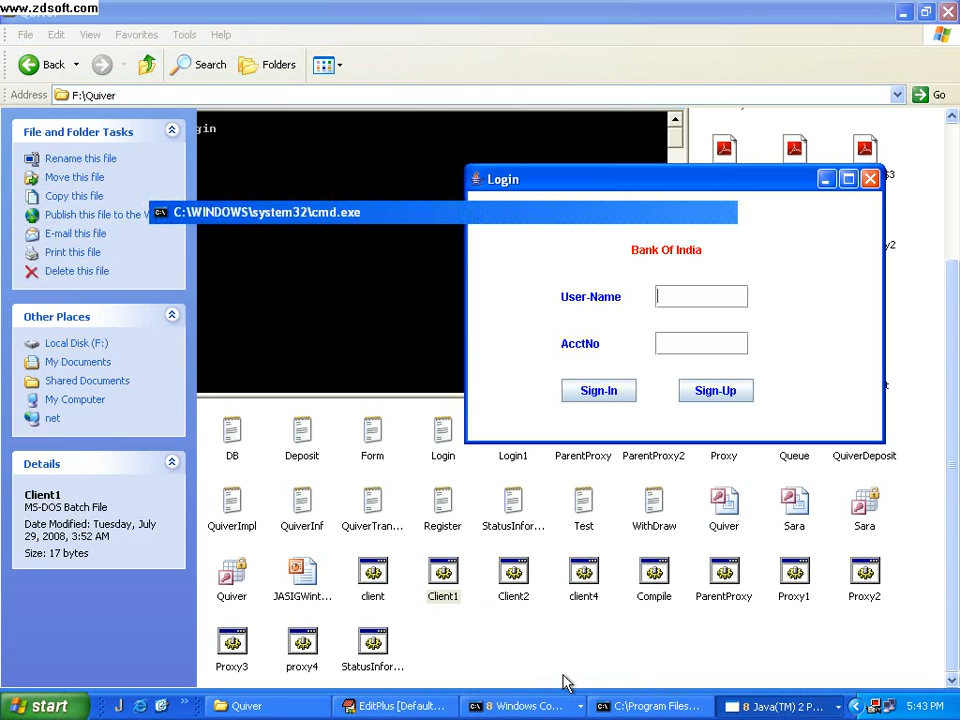 www.zdsoft.com
File Edit View Favorites Tools Help
Back Search Folders
Address F:\Quiver Go
File and Folder Tasks
Rename this file
Move this file
Copy this file
Publish this file to the W
E-mail this file
Print this file
Delete this file
Other Places
Local Disk (F:)
My Documents
Shared Documents
My Computer
net
Details
Client1
MS-DOS Batch File
Date Modified: Tuesday, July
29, 2008, 3:52 AM
Size: 17 bytes
gin
C:\WINDOWS\system32\cmd.exe
Login
Bank Of India
User-Name
AcctNo
Sign-In Sign-Up
DB Deposit Form Login Login1 ParentProxy ParentProxy2 Proxy Queue QuiverDeposit
QuiverImpl QuiverInf QuiverTran... Register StatusInfor... Test WithDraw Quiver Sara Sara
Quiver JASIGWint... client Client1 Client2 client4 Compile ParentProxy Proxy1 Proxy2
Proxy3 proxy4 StatusInfor...
start Quiver EditPlus [Default... 8 Windows Co... C:\Program Files... 8 Java(TM) 2 P... 5:43 PM